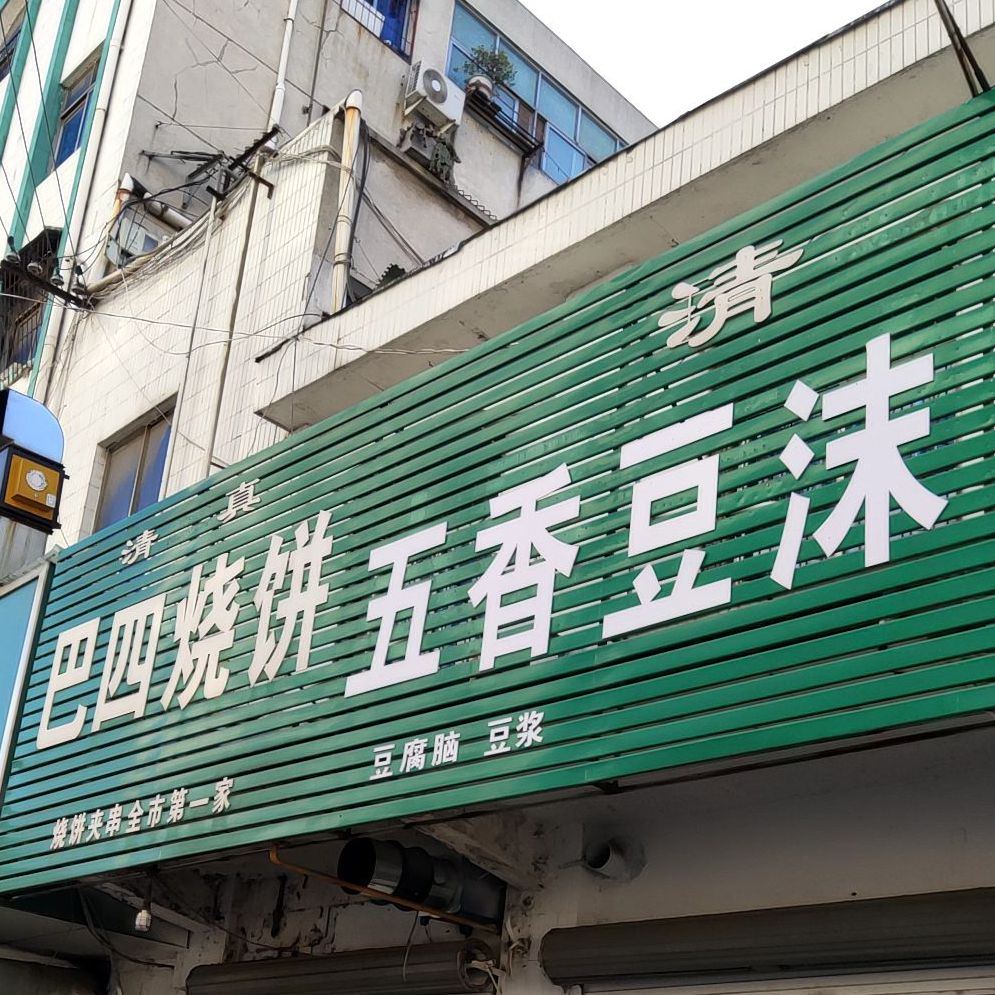 清真
巴四烧饼
烧饼夹串全市第一家
清
五香豆沫
豆腐脑 豆浆